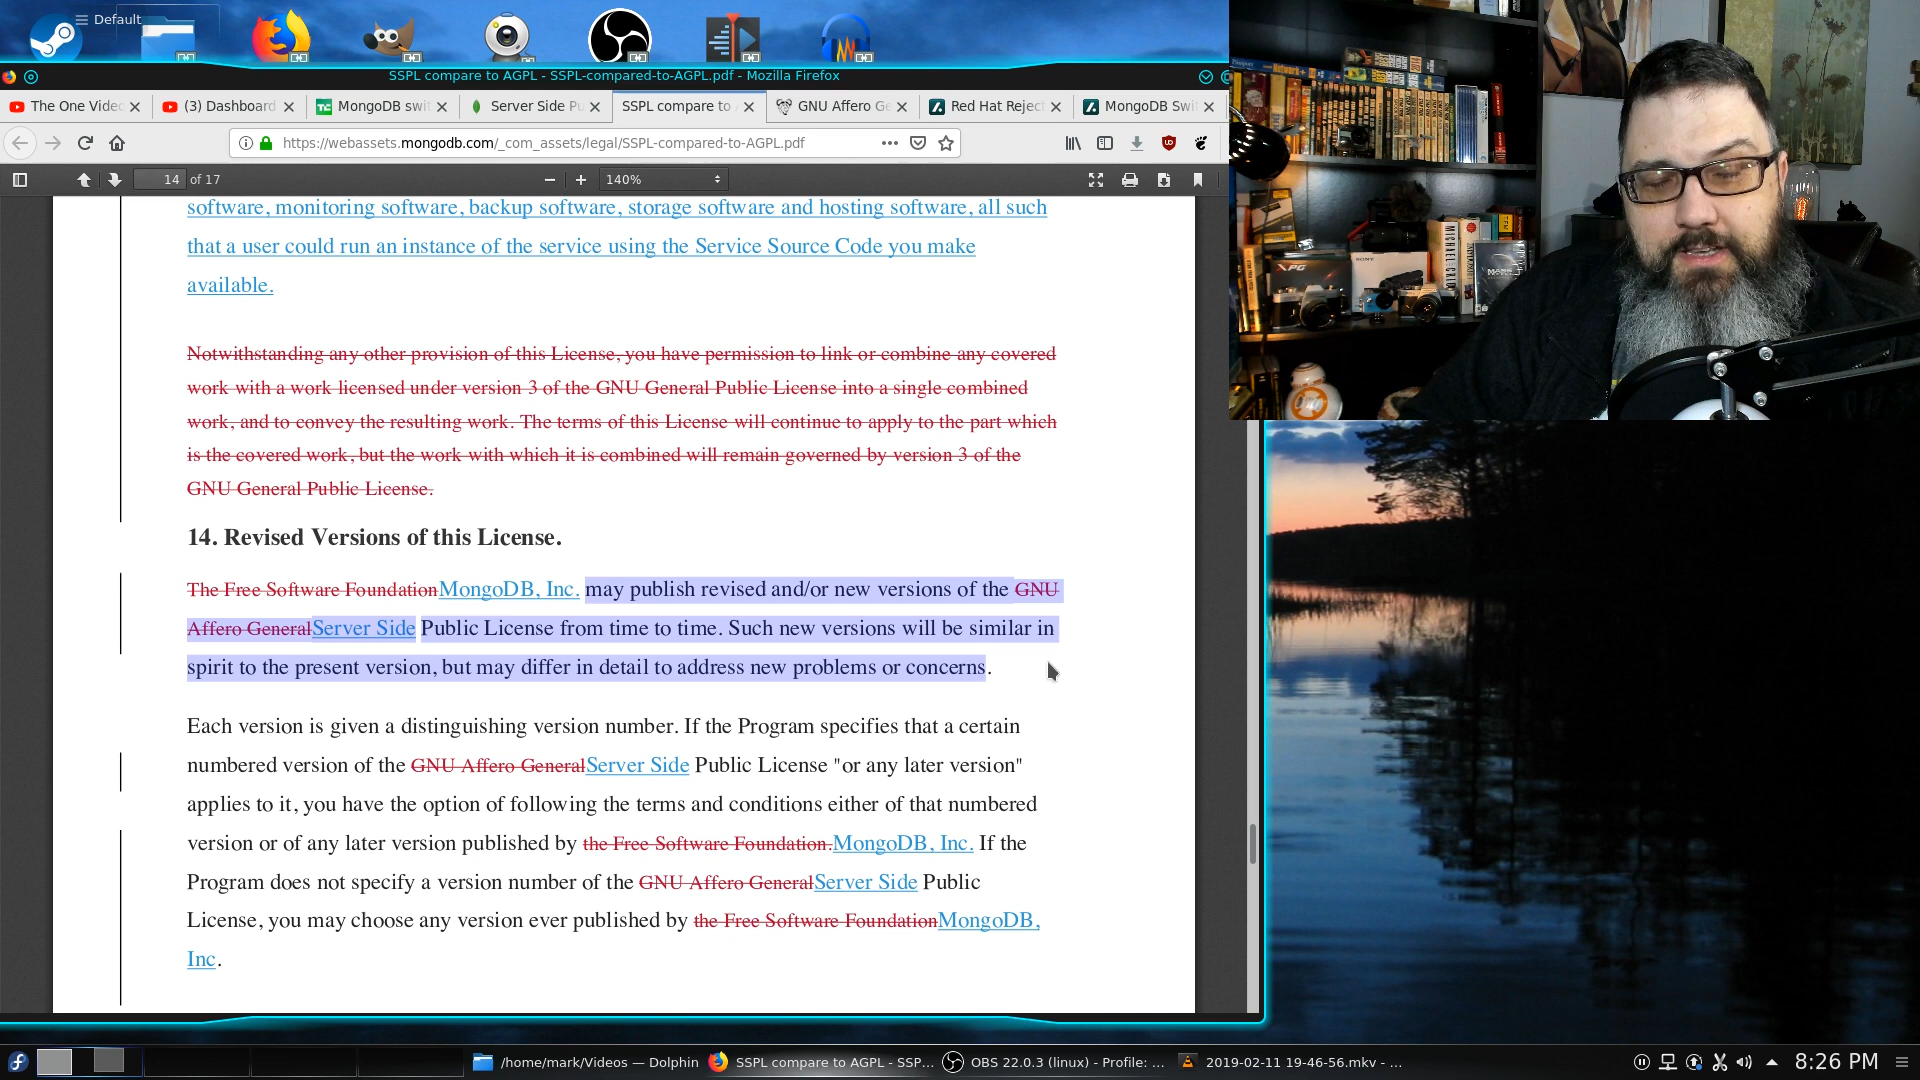 Default
SSPL compare to AGPL - SSPL-compared-to-AGPL.pdf - Mozilla Firefox
The One Video
(3) Dashboard
MongoDB swit
Server Side Pu
SSPL compare to
GNU Affero Ge
Red Hat Reject
MongoDB Swit
https://webassets.mongodb.com/_com_assets/legal/SSPL-compared-to-AGPL.pdf
14 of 17
140%
software, monitoring software, backup software, storage software and hosting software, all such
that a user could run an instance of the service using the Service Source Code you make
available.
Notwithstanding any other provision of this License, you have permission to link or combine any covered
work with a work licensed under version 3 of the GNU General Public License into a single combined
work, and to convey the resulting work. The terms of this License will continue to apply to the part which
is the covered work, but the work with which it is combined will remain governed by version 3 of the
GNU General Public License.
14. Revised Versions of this License.
The Free Software FoundationMongoDB, Inc. may publish revised and/or new versions of the GNU
Affero GeneralServer Side Public License from time to time. Such new versions will be similar in
spirit to the present version, but may differ in detail to address new problems or concerns.
Each version is given a distinguishing version number. If the Program specifies that a certain
numbered version of the GNU Affero GeneralServer Side Public License "or any later version"
applies to it, you have the option of following the terms and conditions either of that numbered
version or of any later version published by the Free Software Foundation.MongoDB, Inc. If the
Program does not specify a version number of the GNU Affero GeneralServer Side Public
License, you may choose any version ever published by the Free Software FoundationMongoDB,
Inc.
XPG
SONY
/home/mark/Videos — Dolphin
SSPL compare to AGPL - SSP...
OBS 22.0.3 (linux) - Profile: ...
2019-02-11 19-46-56.mkv - ...
8:26 PM